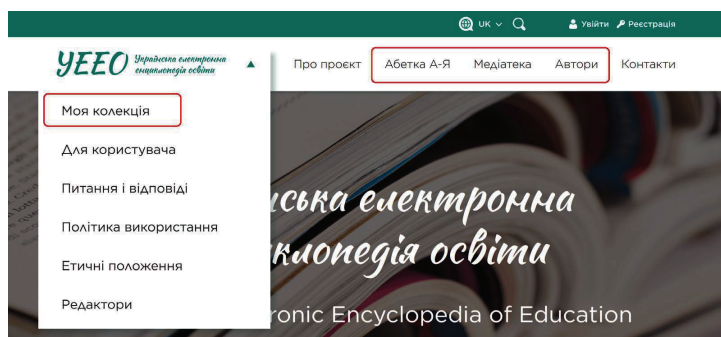 UK
Увійти
Реєстрація
УЕЕО Українська електронна
енциклопедія освіти
Про проєкт
Абетка А-Я
Медіатека
Автори
Контакти
Моя колекція
Для користувача
Питання і відповіді
Політика використання
Етичні положення
Редактори
ська електронна
клопедія освіти
ronic Encyclopedia of Education